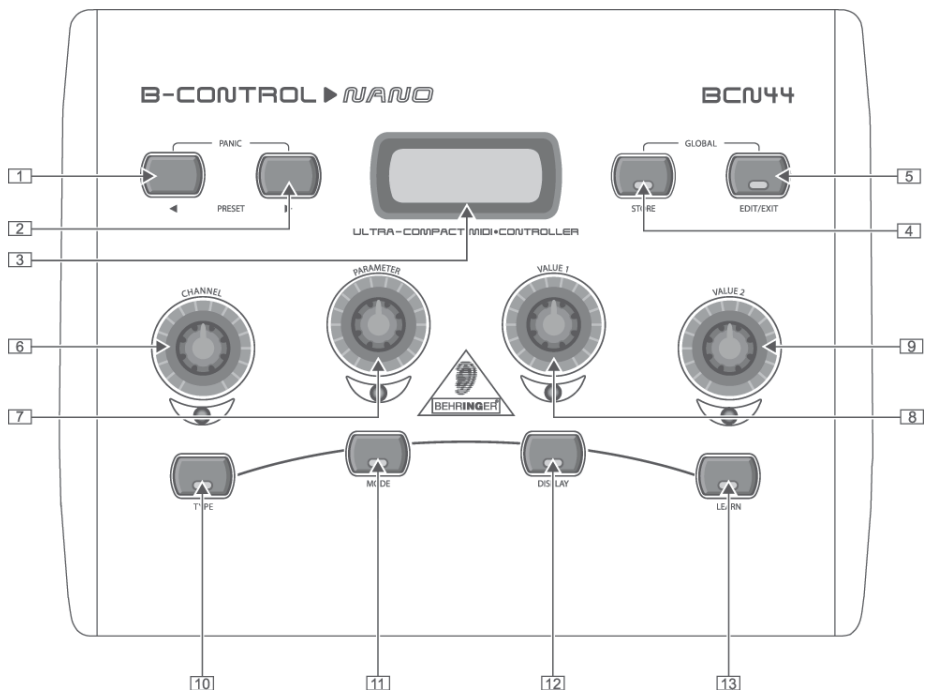 B-CONTROL NANO
BCN44
PANIC
GLOBAL
1
5
PRESET
STORE
EDIT/EXIT
2
4
ULTRA-COMPACT MIDI•CONTROLLER
3
CHANNEL
PARAMETER
VALUE 1
VALUE 2
6
9
7
BEHRINGER®
8
TYPE
MODE
DISPLAY
LEARN
10
11
12
13